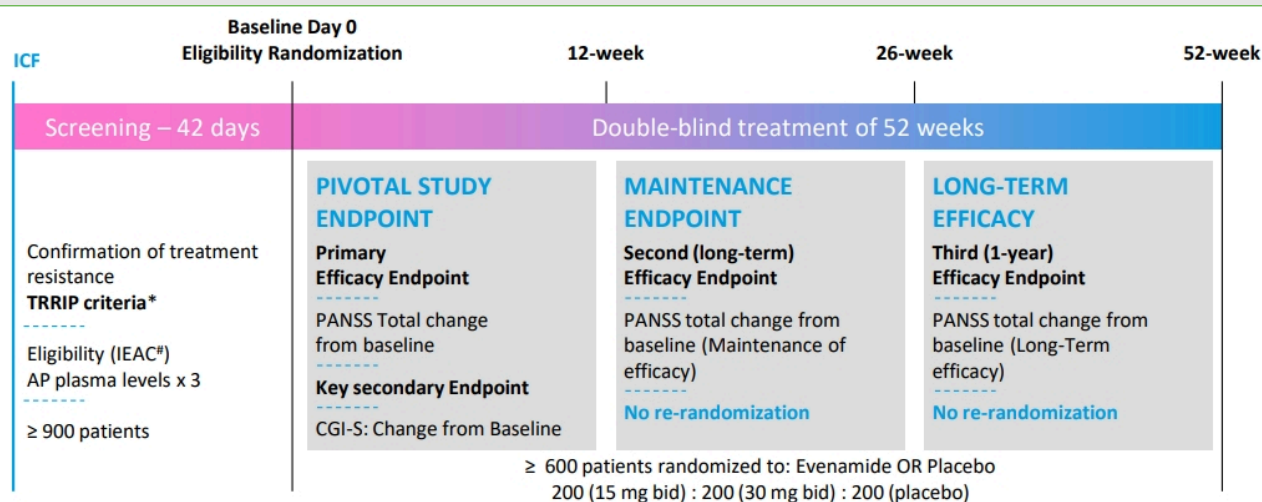 Baseline Day 0
ICF
Eligibility Randomization
12-week
26-week
52-week
Screening – 42 days
Double-blind treatment of 52 weeks
Confirmation of treatment
resistance
TRRIP criteria*
Eligibility (IEAC#)
AP plasma levels x 3
≥ 900 patients
PIVOTAL STUDY
ENDPOINT
Primary
Efficacy Endpoint
PANSS Total change
from baseline
Key secondary Endpoint
CGI-S: Change from Baseline
MAINTENANCE
ENDPOINT
Second (long-term)
Efficacy Endpoint
PANSS total change from
baseline (Maintenance of
efficacy)
No re-randomization
LONG-TERM
EFFICACY
Third (1-year)
Efficacy Endpoint
PANSS total change from
baseline (Long-Term
efficacy)
No re-randomization
≥ 600 patients randomized to: Evenamide OR Placebo
200 (15 mg bid) : 200 (30 mg bid) : 200 (placebo)